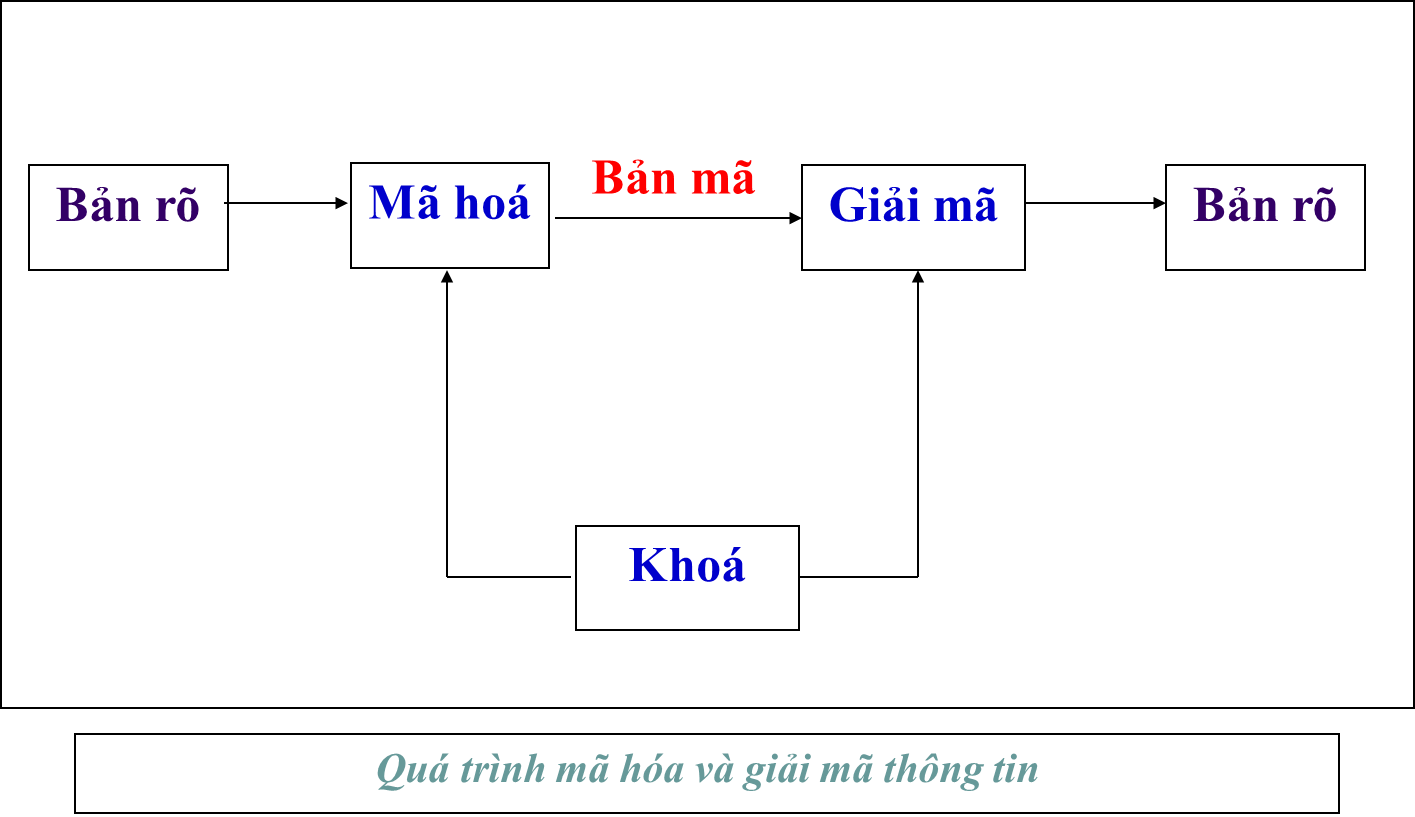 Bản rõ
Mã hoá
Bản mã
Giải mã
Bản rõ
Khoá
Quá trình mã hóa và giải mã thông tin